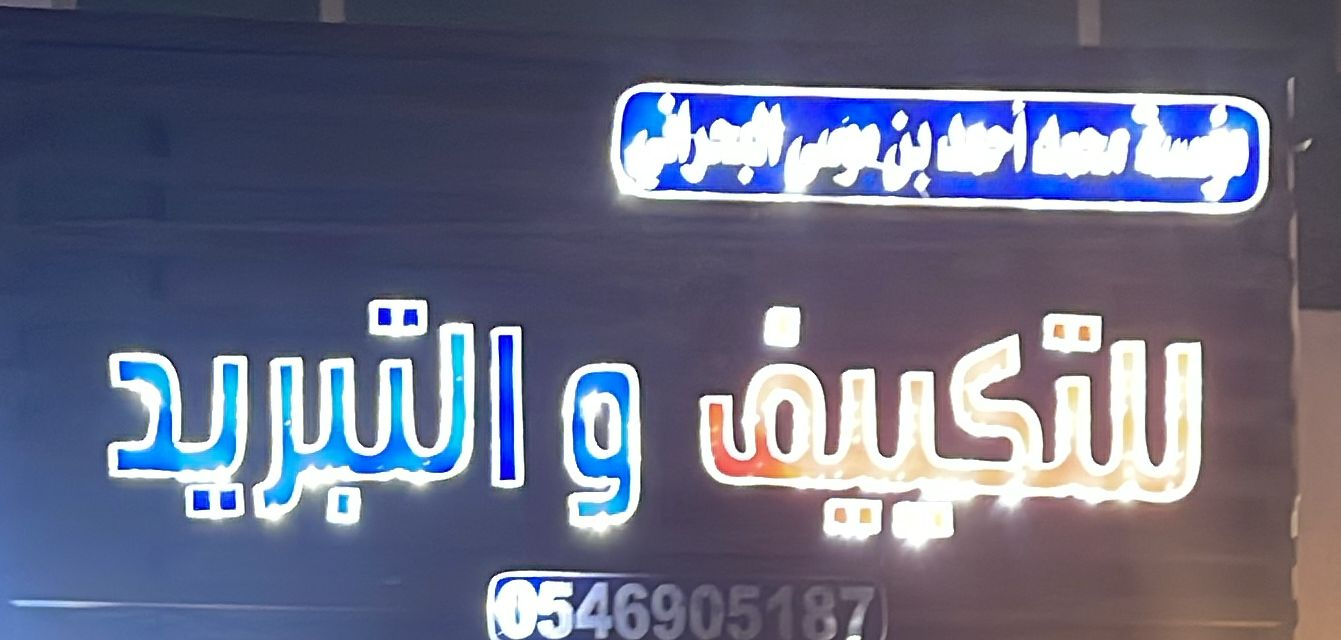 مؤسسة محمد أحمد بن موسى البحراني
للتكييف و التبريد
0546905187